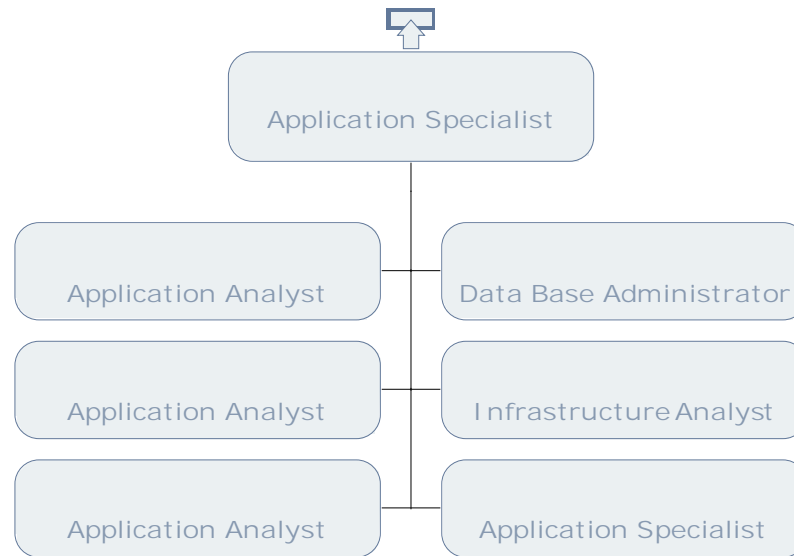 Application Specialist
Application Analyst
Data Base Administrator
Application Analyst
Infrastructure Analyst
Application Analyst
Application Specialist